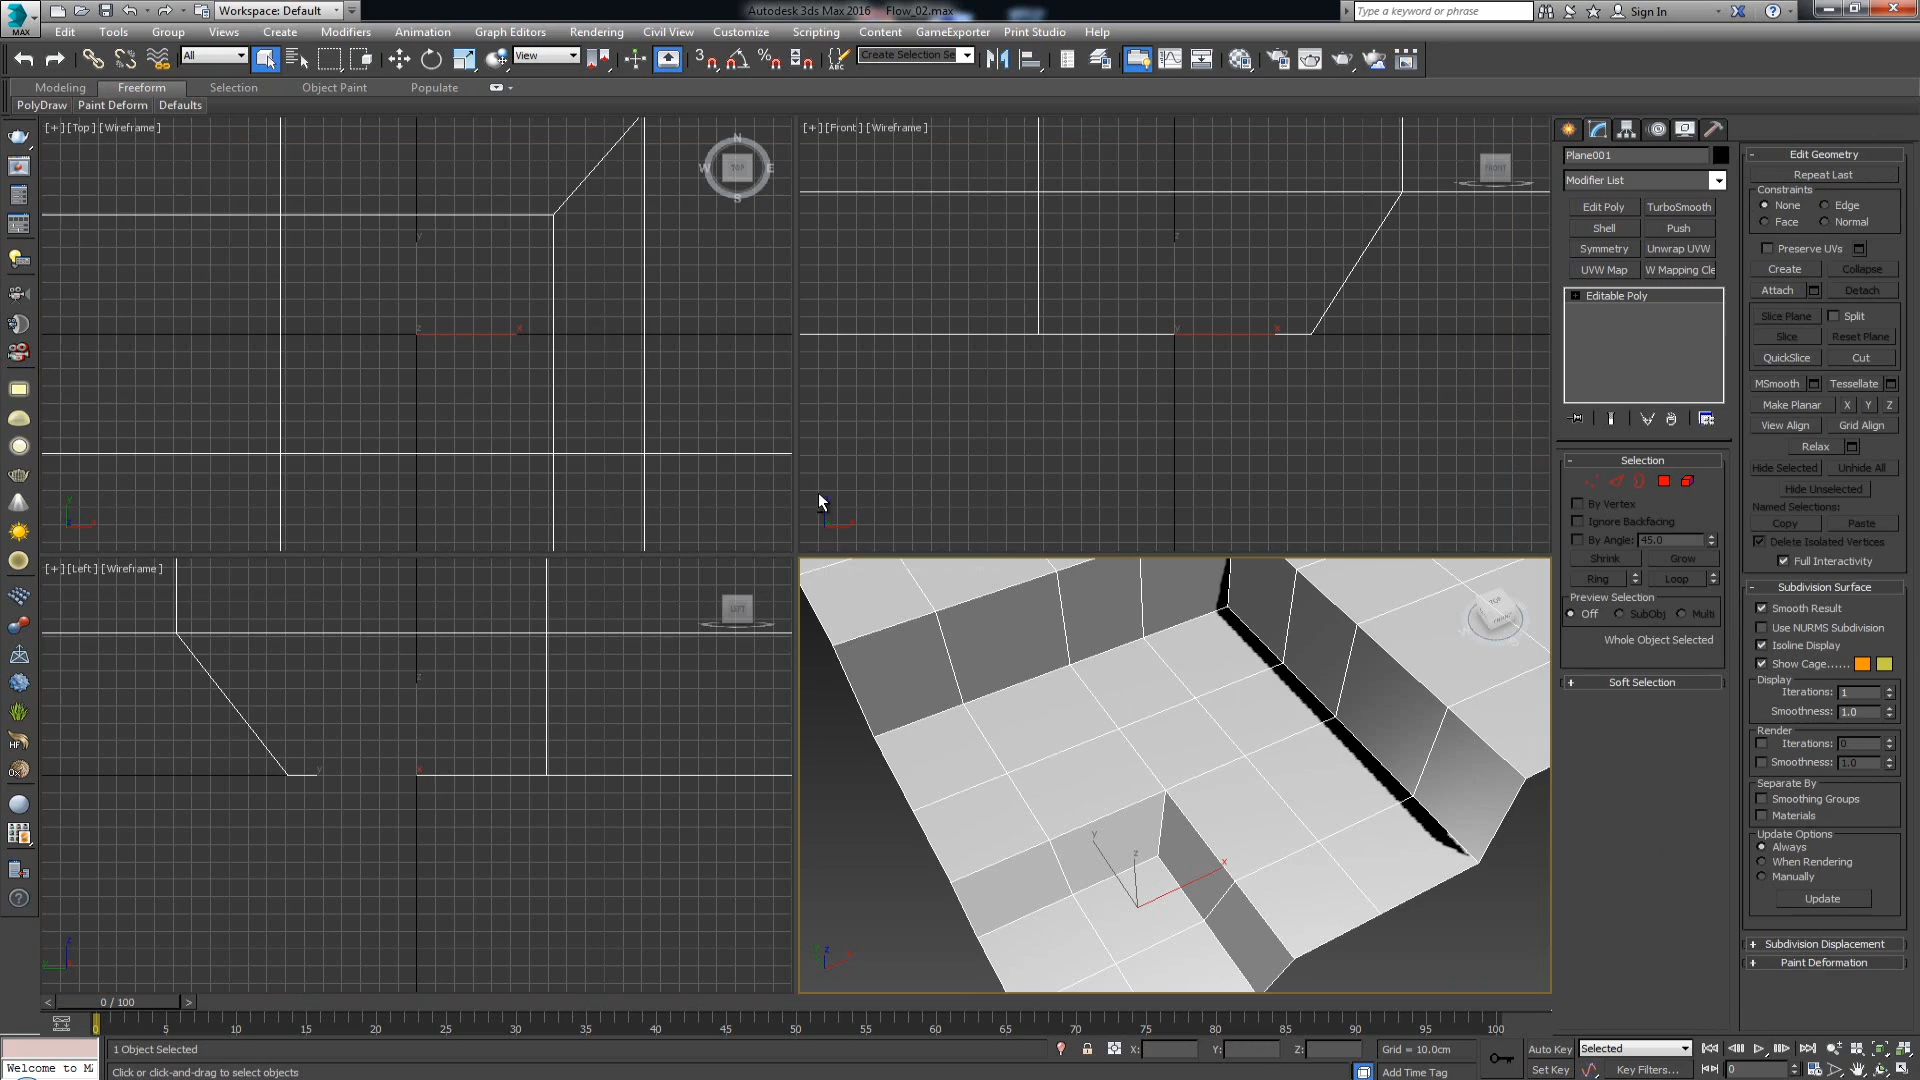 Workspace: Default
Autodesk 3ds Max 2016
Flow_02.max
Type a keyword or phrase
Sign In
MAX
Edit
Tools
Group
Views
Create
Modifiers
Animation
Graph Editors
Rendering
Civil View
Customize
Scripting
Content
GameExporter
Print Studio
Help
All
View
Create Selection Se
Modeling
Freeform
Selection
Object Paint
Populate
PolyDraw
Paint Deform
Defaults
[+][Top][Wireframe]
N
W
E
S
TOP
[+][Front][Wireframe]
FRONT
[+][Left][Wireframe]
LEFT
Plane001
Modifier List
Edit Poly
TurboSmooth
Shell
Push
Symmetry
Unwrap UVW
UVW Map
W Mapping Cle
Editable Poly
Selection
By Vertex
Ignore Backfacing
By Angle:
45.0
Shrink
Grow
Ring
Loop
Preview Selection
Off
SubObj
Multi
Whole Object Selected
Soft Selection
Edit Geometry
Repeat Last
Constraints
None
Edge
Face
Normal
Preserve UVs
Create
Collapse
Attach
Detach
Slice Plane
Split
Slice
Reset Plane
QuickSlice
Cut
MSmooth
Tessellate
Make Planar
X
Y
Z
View Align
Grid Align
Relax
Hide Selected
Unhide All
Hide Unselected
Named Selections:
Copy
Paste
Delete Isolated Vertices
Full Interactivity
Subdivision Surface
Smooth Result
Use NURMS Subdivision
Isoline Display
Show Cage......
Display
Iterations: 1
Smoothness: 1.0
Render
Iterations: 0
Smoothness: 1.0
Separate By
Smoothing Groups
Materials
Update Options
Always
When Rendering
Manually
Update
Subdivision Displacement
Paint Deformation
0 / 100
0 5 10 15 20 25 30 35 40 45 50 55 60 65 70 75 80 85 90 95 100
1 Object Selected
X:
Y:
Z:
Grid = 10.0cm
Auto Key
Selected
Welcome to MA
Click or click-and-drag to select objects
Add Time Tag
Set Key
Key Filters...
0